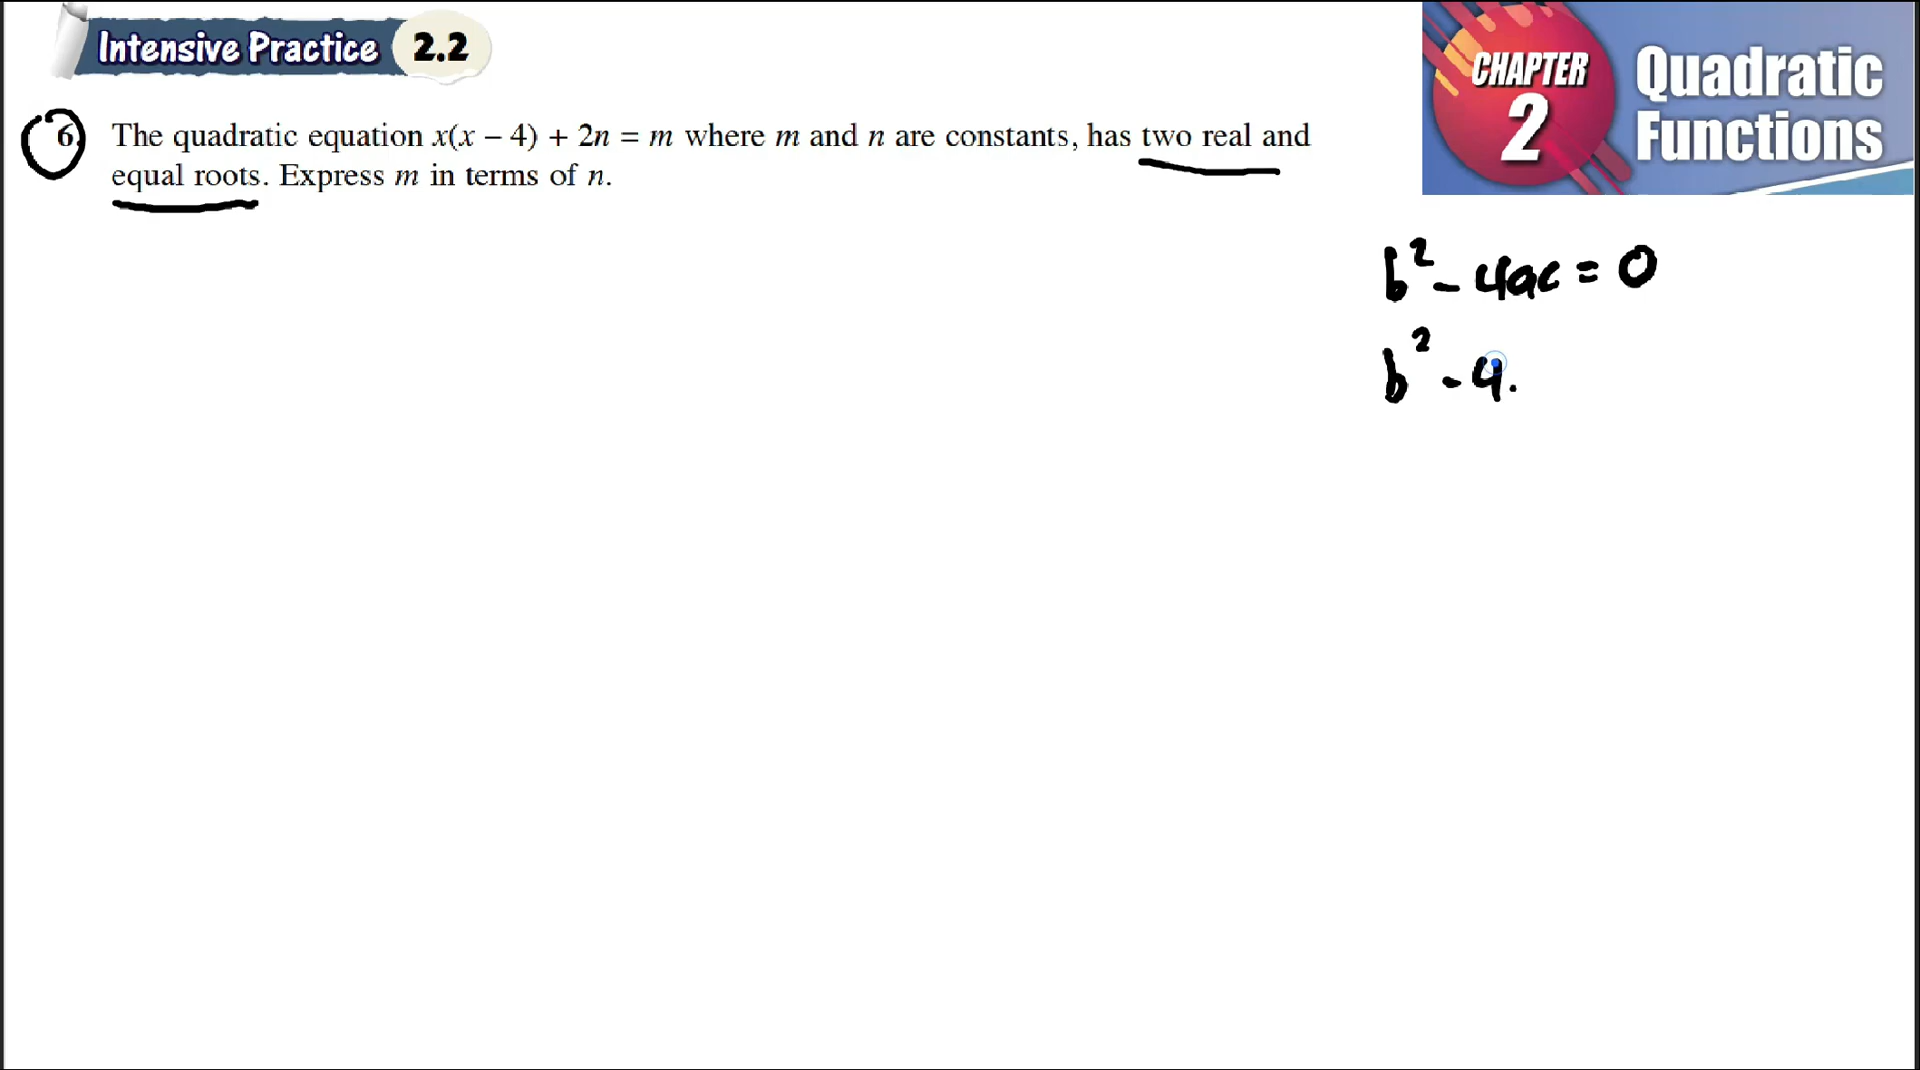 Intensive Practice 2.2
CHAPTER 2
Quadratic Functions
6. The quadratic equation x(x – 4) + 2n = m where m and n are constants, has two real and
equal roots. Express m in terms of n.
b² - 4ac = 0
b² - 4.